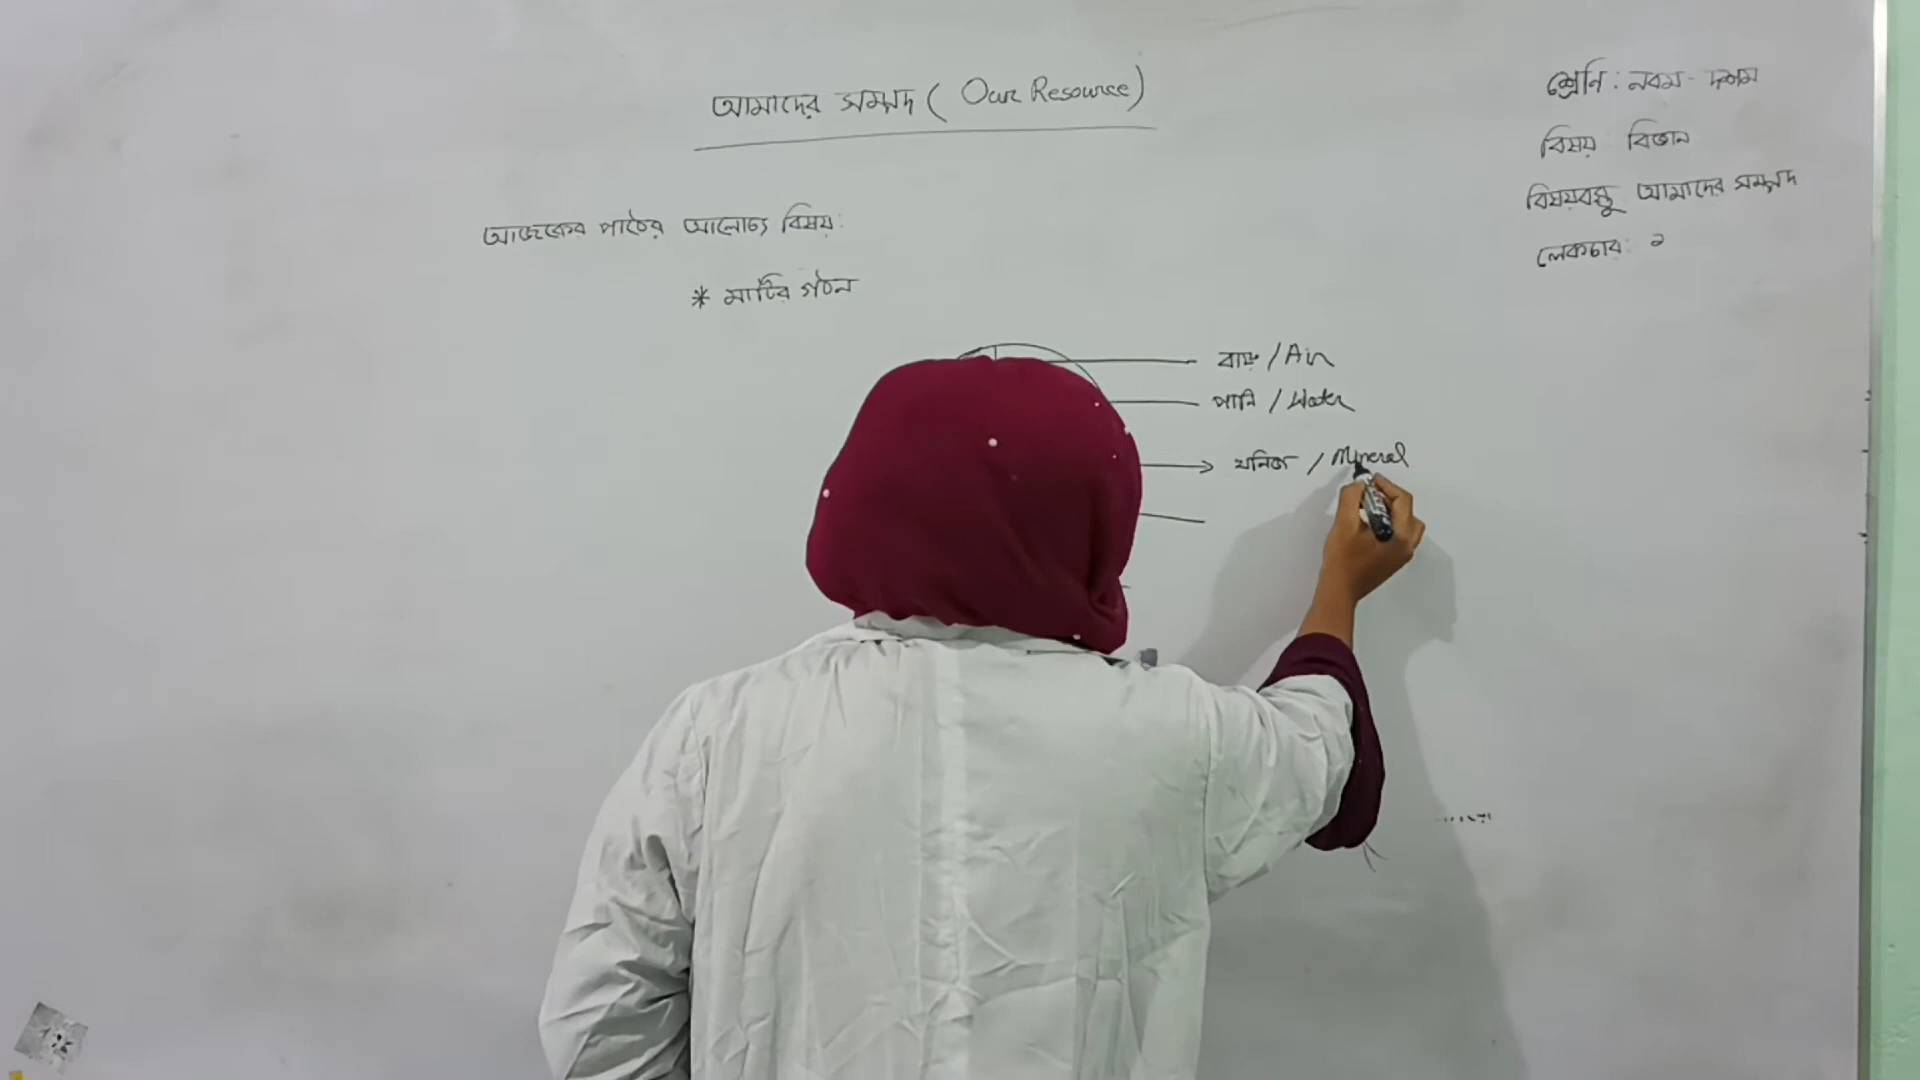 আমাদের সম্পদ ( Our Resource)
শ্রেণি : নবম - দশম
বিষয় : বিজ্ঞান
বিষয়বস্তু আমাদের সম্পদ
লেকচার: ১
আজকের পাঠের আলোচ্য বিষয়:
* মাটির গঠন
বায়ু / Air
পানি / Water
খনিজ / Mineral